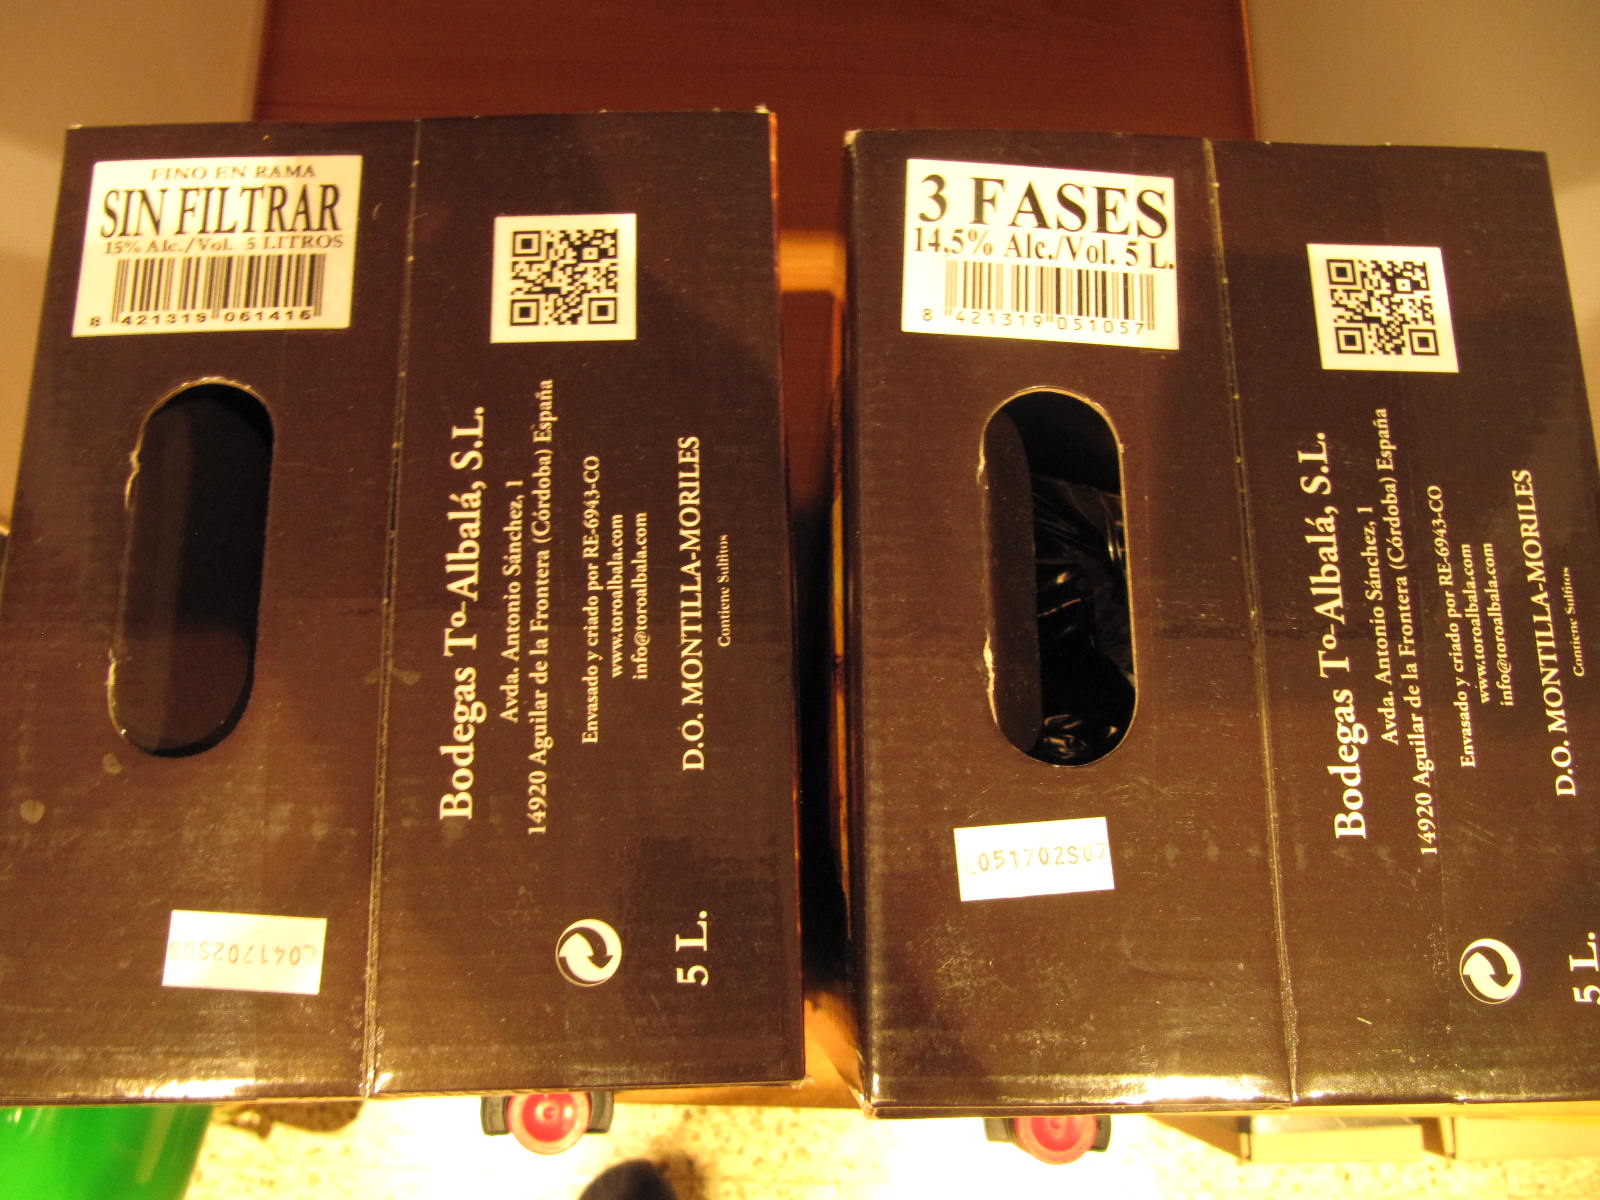 FINO EN RAMA
SIN FILTRAR
15% Alc./Vol. 5 LITROS
8 421319 051415
Bodegas Tº-Albalá, S.L.
Avda. Antonio Sánchez, 1
14920 Aguilar de la Frontera (Córdoba) España
Envasado y criado por RE-6943-CO
www.toroalbala.com
info@toroalbala.com
D.O. MONTILLA-MORILES
Contiene Sulfitos
5 L.
3 FASES
14.5% Alc./Vol. 5 L.
8 421319 051057
L051702S07
Bodegas Tº-Albalá, S.L.
Avda. Antonio Sánchez, 1
14920 Aguilar de la Frontera (Córdoba) España
Envasado y criado por RE-6943-CO
www.toroalbala.com
info@toroalbala.com
D.O. MONTILLA-MORILES
Contiene Sulfitos
5 L.